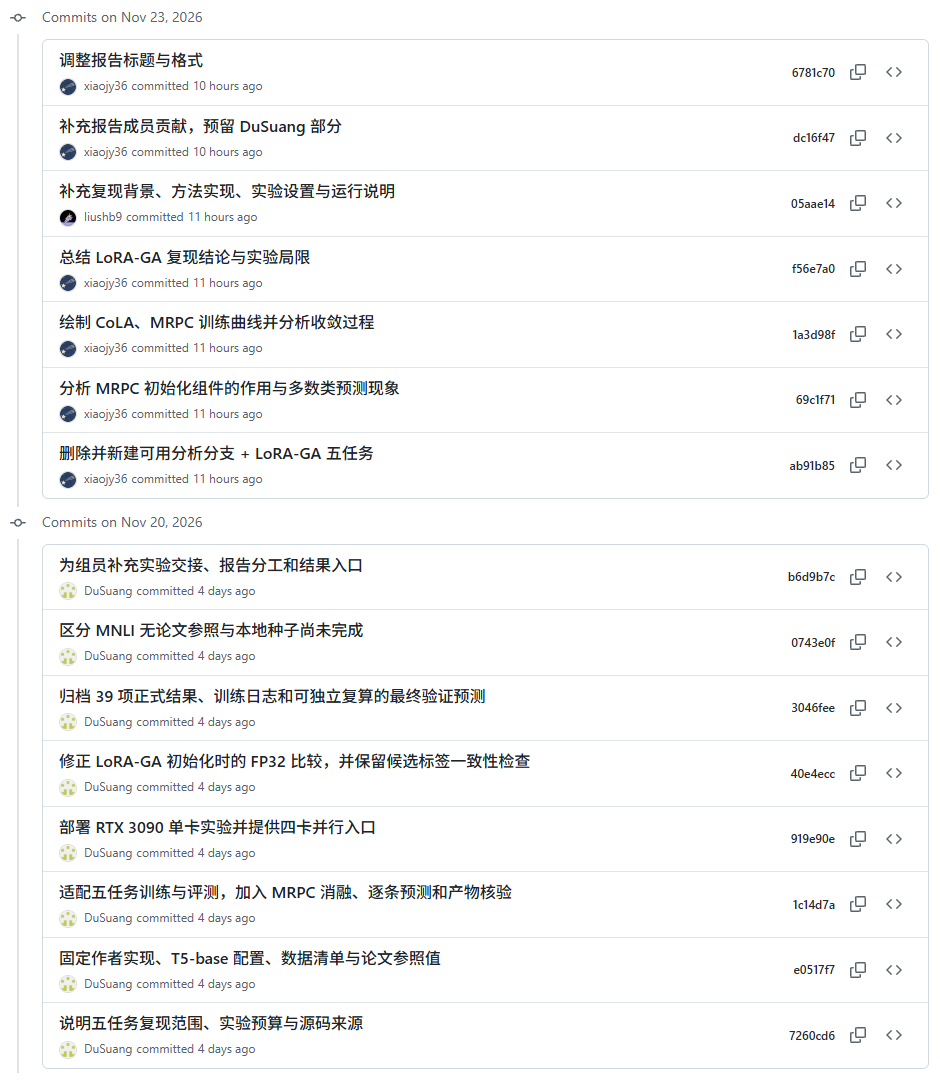 Commits on Nov 23, 2026
调整报告标题与格式
xiaojy36 committed 10 hours ago
6781c70
补充报告成员贡献，预留 DuSuang 部分
xiaojy36 committed 10 hours ago
dc16f47
补充复现背景、方法实现、实验设置与运行说明
liushb9 committed 11 hours ago
05aae14
总结 LoRA-GA 复现结论与实验局限
xiaojy36 committed 11 hours ago
f56e7a0
绘制 CoLA、MRPC 训练曲线并分析收敛过程
xiaojy36 committed 11 hours ago
1a3d98f
分析 MRPC 初始化组件的作用与多数类预测现象
xiaojy36 committed 11 hours ago
69c1f71
删除并新建可用分析分支 + LoRA-GA 五任务
xiaojy36 committed 11 hours ago
ab91b85
Commits on Nov 20, 2026
为组员补充实验交接、报告分工和结果入口
DuSuang committed 4 days ago
b6d9b7c
区分 MNLI 无论文参照与本地种子尚未完成
DuSuang committed 4 days ago
0743e0f
归档 39 项正式结果、训练日志和可独立复算的最终验证预测
DuSuang committed 4 days ago
3046fee
修正 LoRA-GA 初始化时的 FP32 比较，并保留候选标签一致性检查
DuSuang committed 4 days ago
40e4ecc
部署 RTX 3090 单卡实验并提供四卡并行入口
DuSuang committed 4 days ago
919e90e
适配五任务训练与评测，加入 MRPC 消融、逐条预测和产物核验
DuSuang committed 4 days ago
1c14d7a
固定作者实现、T5-base 配置、数据清单与论文参照值
DuSuang committed 4 days ago
e0517f7
说明五任务复现范围、实验预算与源码来源
DuSuang committed 4 days ago
7260cd6